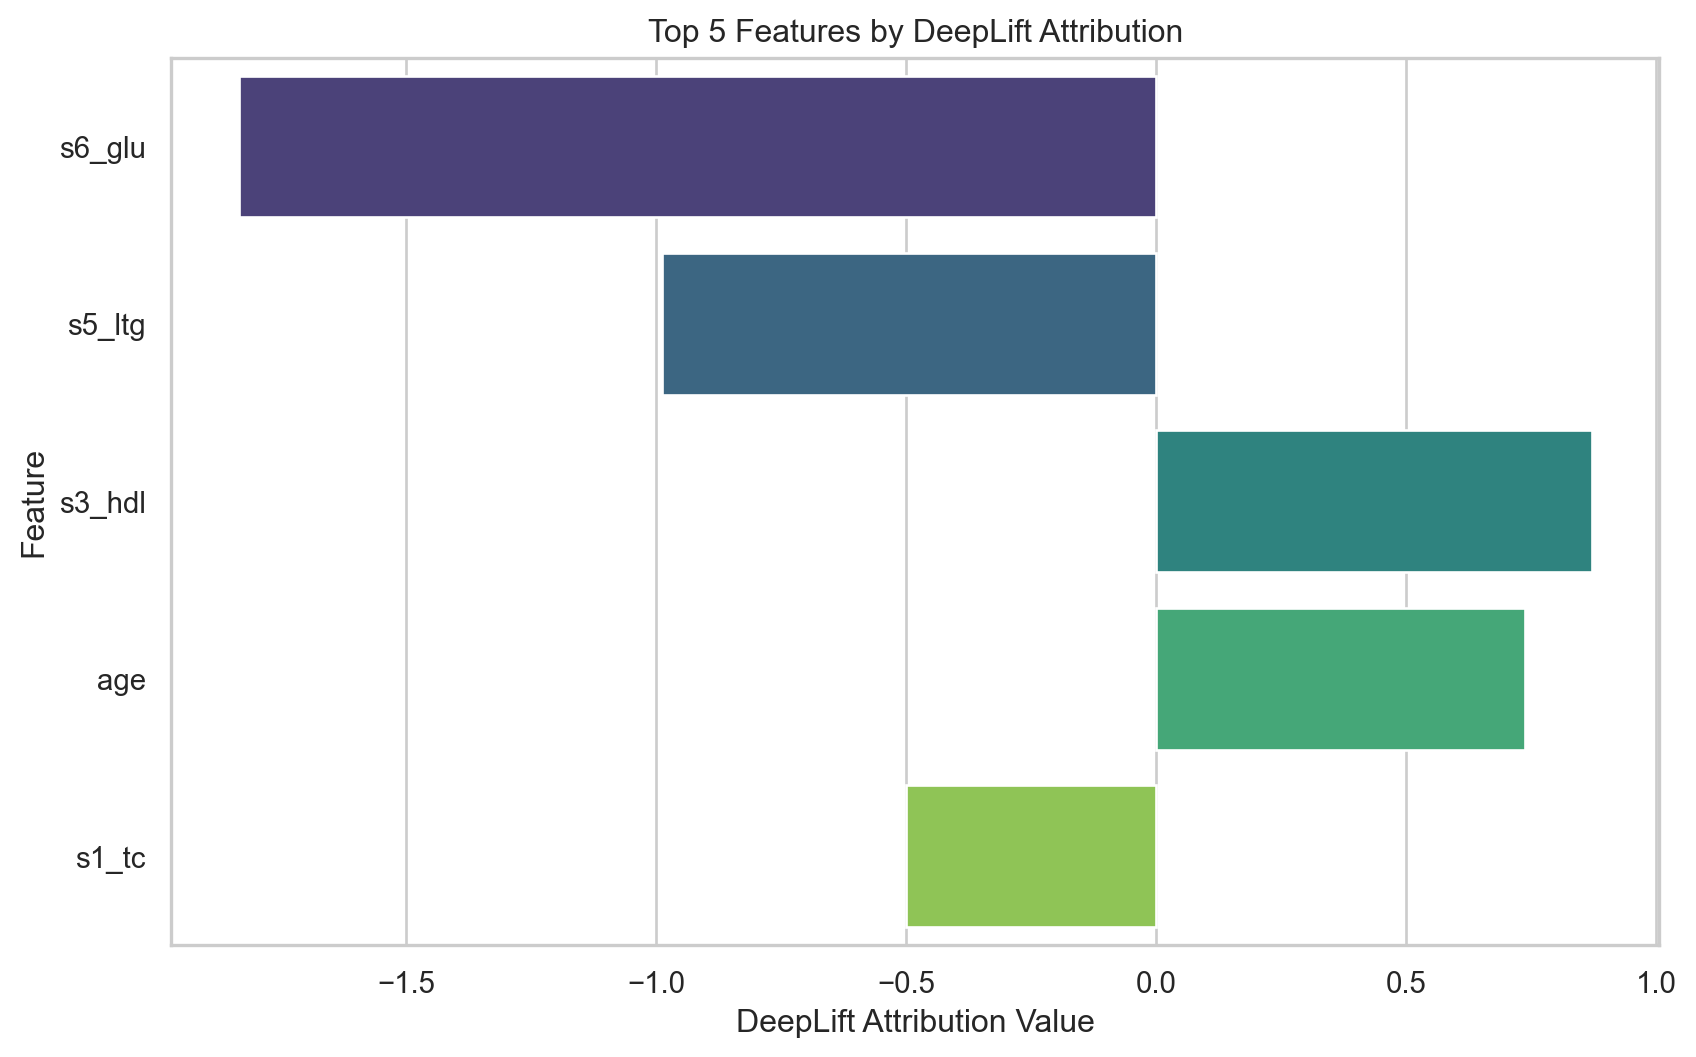 Top 5 Features by DeepLift Attribution
Feature
s6_glu
s5_ltg
s3_hdl
age
s1_tc
−1.5 −1.0 −0.5 0.0 0.5 1.0
DeepLift Attribution Value